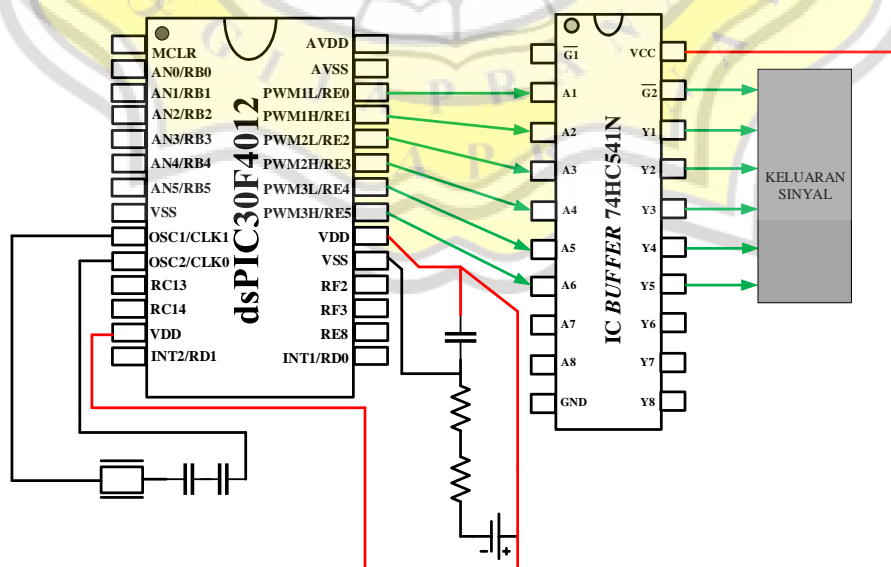 MCLR
AN0/RB0
AN1/RB1
AN2/RB2
AN3/RB3
AN4/RB4
AN5/RB5
VSS
OSC1/CLK1
OSC2/CLK0
RC13
RC14
VDD
INT2/RD1
dsPIC30F4012
AVDD
AVSS
PWM1L/RE0
PWM1H/RE1
PWM2L/RE2
PWM2H/RE3
PWM3L/RE4
PWM3H/RE5
VDD
VSS
RF2
RF3
RE8
INT1/RD0
- +
G1
A1
A2
A3
A4
A5
A6
A7
A8
GND
IC BUFFER 74HC541N
VCC
G2
Y1
Y2
Y3
Y4
Y5
Y6
Y7
Y8
KELUARAN
SINYAL